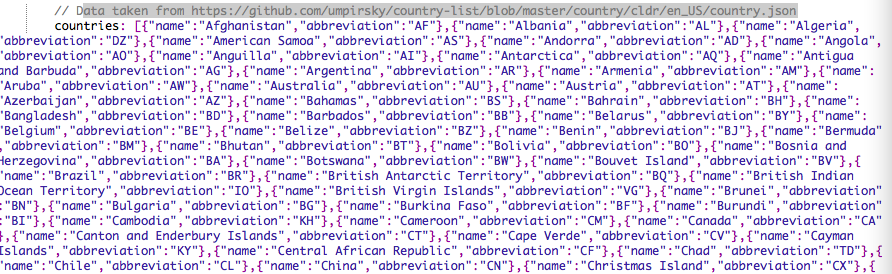 // Data taken from https://github.com/umpirsky/country-list/blob/master/country/cldr/en_US/country.json
countries: [{"name":"Afghanistan","abbreviation":"AF"},{"name":"Albania","abbreviation":"AL"},{"name":"Algeria",
"abbreviation":"DZ"},{"name":"American Samoa","abbreviation":"AS"},{"name":"Andorra","abbreviation":"AD"},{"name":"Angola",
"abbreviation":"AO"},{"name":"Anguilla","abbreviation":"AI"},{"name":"Antarctica","abbreviation":"AQ"},{"name":"Antigua
and Barbuda","abbreviation":"AG"},{"name":"Argentina","abbreviation":"AR"},{"name":"Armenia","abbreviation":"AM"},{"name":
"Aruba","abbreviation":"AW"},{"name":"Australia","abbreviation":"AU"},{"name":"Austria","abbreviation":"AT"},{"name":
"Azerbaijan","abbreviation":"AZ"},{"name":"Bahamas","abbreviation":"BS"},{"name":"Bahrain","abbreviation":"BH"},{"name":
"Bangladesh","abbreviation":"BD"},{"name":"Barbados","abbreviation":"BB"},{"name":"Belarus","abbreviation":"BY"},{"name":
"Belgium","abbreviation":"BE"},{"name":"Belize","abbreviation":"BZ"},{"name":"Benin","abbreviation":"BJ"},{"name":"Bermuda"
,"abbreviation":"BM"},{"name":"Bhutan","abbreviation":"BT"},{"name":"Bolivia","abbreviation":"BO"},{"name":"Bosnia and
Herzegovina","abbreviation":"BA"},{"name":"Botswana","abbreviation":"BW"},{"name":"Bouvet Island","abbreviation":"BV"},{
"name":"Brazil","abbreviation":"BR"},{"name":"British Antarctic Territory","abbreviation":"BQ"},{"name":"British Indian
Ocean Territory","abbreviation":"IO"},{"name":"British Virgin Islands","abbreviation":"VG"},{"name":"Brunei","abbreviation"
:"BN"},{"name":"Bulgaria","abbreviation":"BG"},{"name":"Burkina Faso","abbreviation":"BF"},{"name":"Burundi","abbreviation"
:"BI"},{"name":"Cambodia","abbreviation":"KH"},{"name":"Cameroon","abbreviation":"CM"},{"name":"Canada","abbreviation":"CA"
},{"name":"Canton and Enderbury Islands","abbreviation":"CT"},{"name":"Cape Verde","abbreviation":"CV"},{"name":"Cayman
Islands","abbreviation":"KY"},{"name":"Central African Republic","abbreviation":"CF"},{"name":"Chad","abbreviation":"TD"},{
"name":"Chile","abbreviation":"CL"},{"name":"China","abbreviation":"CN"},{"name":"Christmas Island","abbreviation":"CX"},{